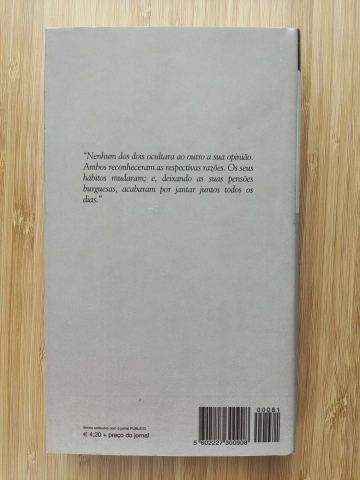 "Nenhum dos dois ocultara ao outro a sua opinião.
Ambos reconheceram as respectivas razões. Os seus
hábitos mudaram; e, deixando as suas pensões
burguesas, acabaram por jantar juntos todos os
dias."
00081
Venda exclusiva com o jornal PÚBLICO.
€ 4,20 + preço do jornal
5 602227 300908